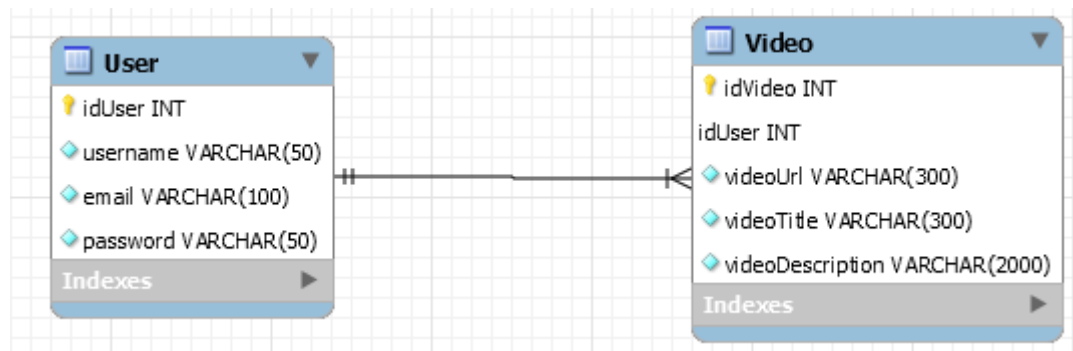 User
idUser INT
username VARCHAR(50)
email VARCHAR(100)
password VARCHAR(50)
Indexes
Video
idVideo INT
idUser INT
videoUrl VARCHAR(300)
videoTitle VARCHAR(300)
videoDescription VARCHAR(2000)
Indexes